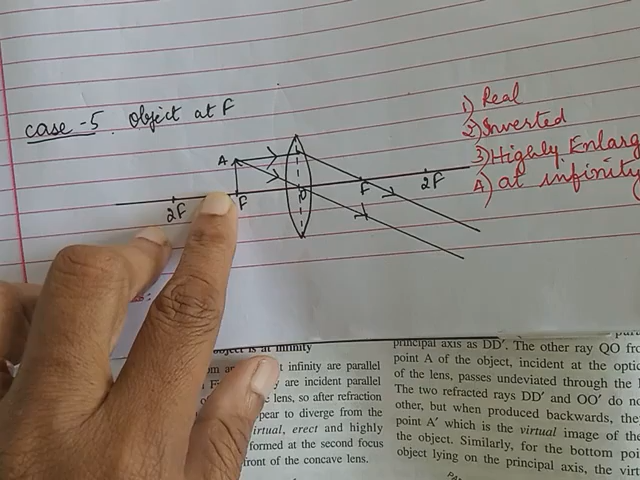 case-5. Object at F
1) Real
2) Inverted
3) Highly Enlarg
4) at infinity
A
2F
F
O
F
2F
object is at infinity
t infinity are parallel
y are incident parallel
e lens, so after refraction
pear to diverge from the
virtual, erect and highly
formed at the second focus
front of the concave lens.
principal axis as DD'. The other ray QO fro
point A of the object, incident at the optic
of the lens, passes undeviated through the l
The two refracted rays DD' and OO' do no
other, but when produced backwards, the
point A' which is the virtual image of the
the object. Similarly, for the bottom poi
object lying on the principal axis, the virt